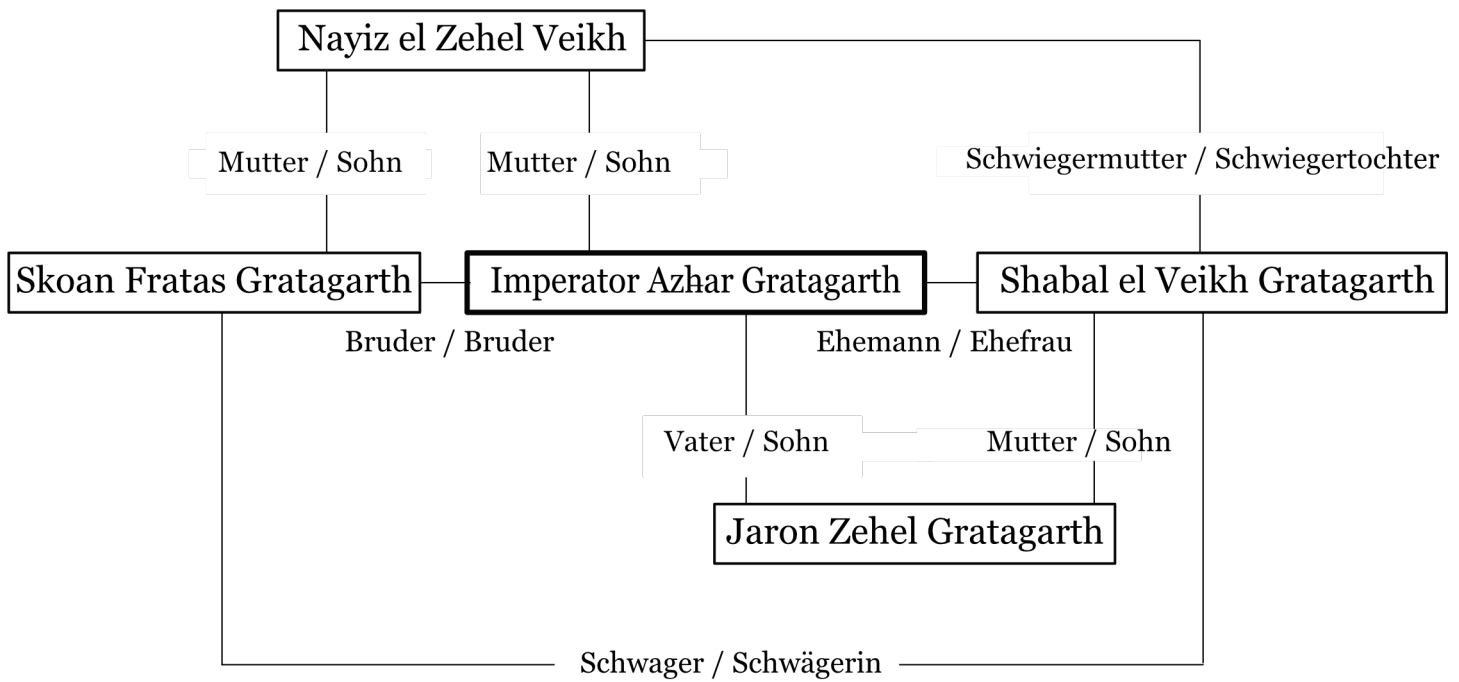 Nayiz el Zehel Veikh
Mutter / Sohn
Mutter / Sohn
Schwiegermutter / Schwiegertochter
Skoan Fratas Gratagarth
Imperator Azhar Gratagarth
Shabal el Veikh Gratagarth
Bruder / Bruder
Ehemann / Ehefrau
Vater / Sohn
Mutter / Sohn
Jaron Zehel Gratagarth
Schwager / Schwägerin